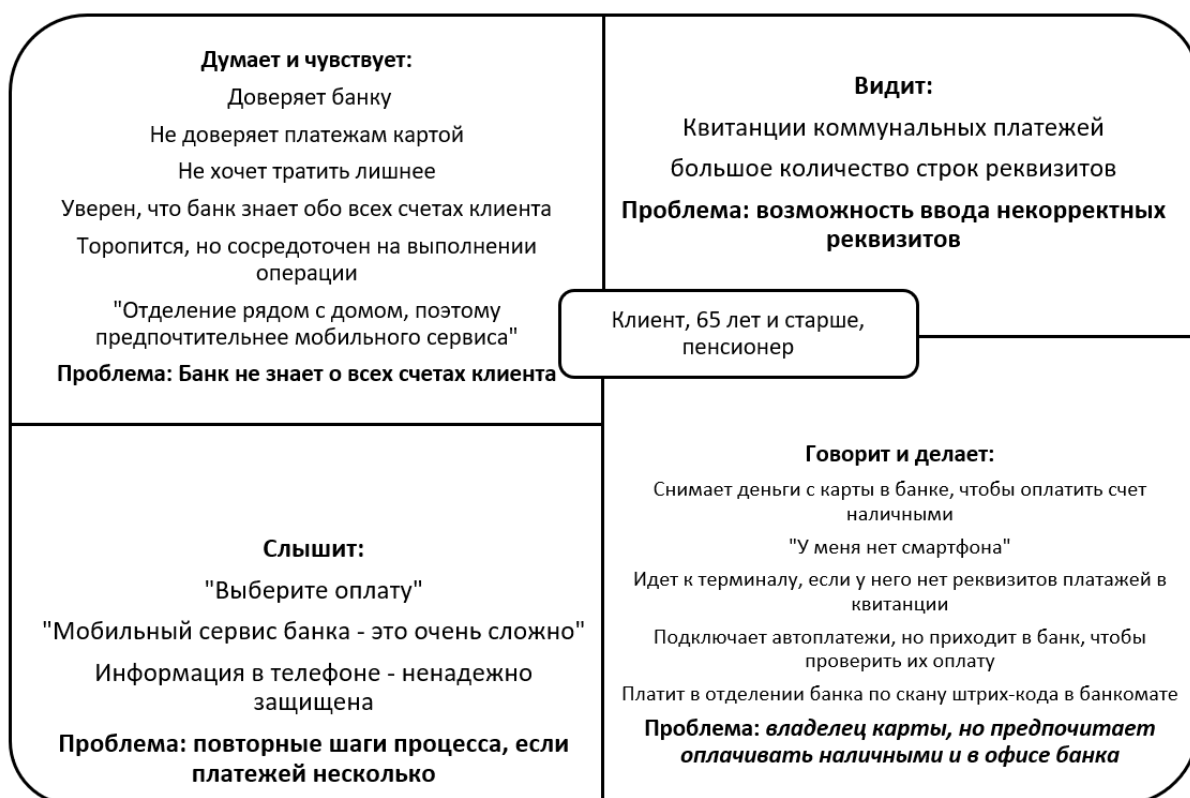 Думает и чувствует:
Доверяет банку
Не доверяет платежам картой
Не хочет тратить лишнее
Уверен, что банк знает обо всех счетах клиента
Торопится, но сосредоточен на выполнении
операции
"Отделение рядом с домом, поэтому
предпочтительнее мобильного сервиса"
Проблема: Банк не знает о всех счетах клиента
Видит:
Квитанции коммунальных платежей
большое количество строк реквизитов
Проблема: возможность ввода некорректных
реквизитов
Клиент, 65 лет и старше,
пенсионер
Слышит:
"Выберите оплату"
"Мобильный сервис банка - это очень сложно"
Информация в телефоне - ненадежно
защищена
Проблема: повторные шаги процесса, если
платежей несколько
Говорит и делает:
Снимает деньги с карты в банке, чтобы оплатить счет
наличными
"У меня нет смартфона"
Идет к терминалу, если у него нет реквизитов платажей в
квитанции
Подключает автоплатежи, но приходит в банк, чтобы
проверить их оплату
Платит в отделении банка по скану штрих-кода в банкомате
Проблема: владелец карты, но предпочитает
оплачивать наличными и в офисе банка